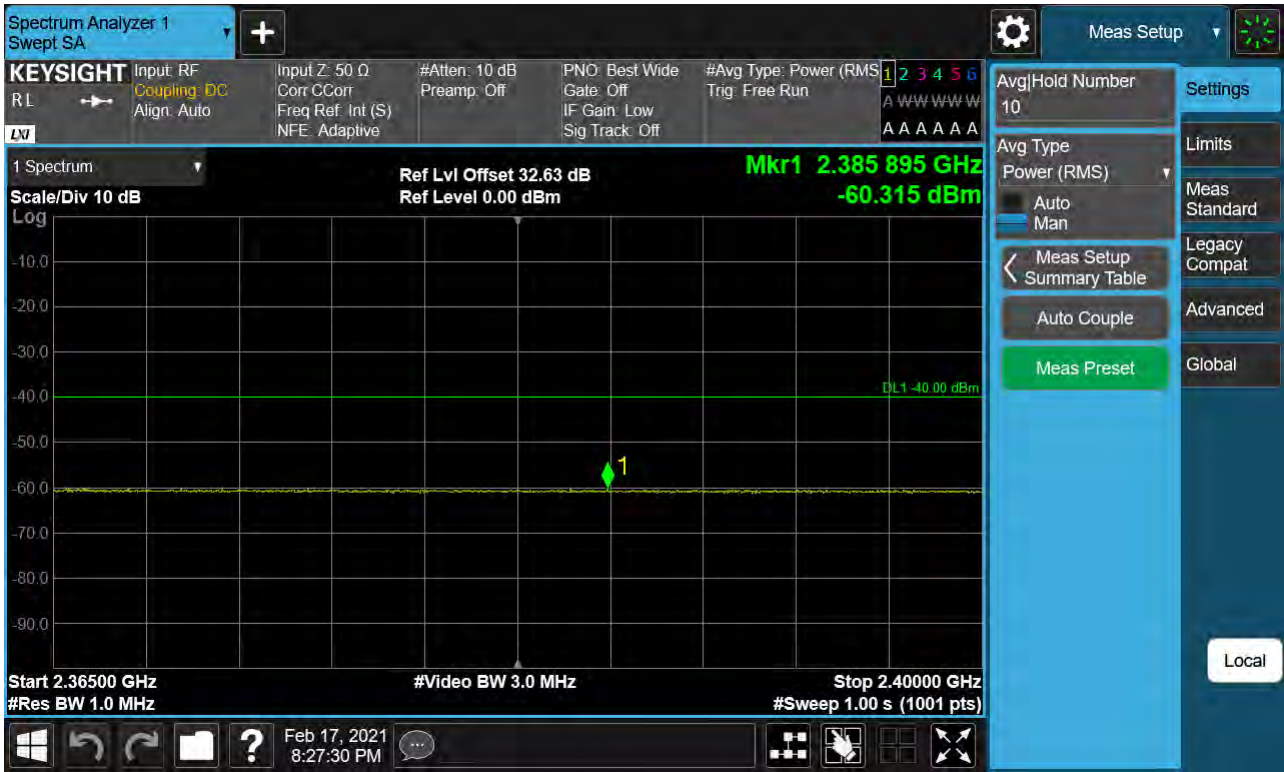 Spectrum Analyzer 1
Swept SA
+
Meas Setup
KEYSIGHT
RL
LXI
Input: RF
Coupling: DC
Align: Auto
Input Z: 50 Ω
Corr CCorr
Freq Ref: Int (S)
NFE: Adaptive
#Atten: 10 dB
Preamp: Off
PNO: Best Wide
Gate: Off
IF Gain: Low
Sig Track: Off
#Avg Type: Power (RMS
Trig: Free Run
1 2 3 4 5 6
A W W W W W
A A A A A A
1 Spectrum
Scale/Div 10 dB
Log
Ref Lvl Offset 32.63 dB
Ref Level 0.00 dBm
Mkr1 2.385 895 GHz
-60.315 dBm
-10.0
-20.0
-30.0
-40.0
-50.0
-60.0
-70.0
-80.0
-90.0
DL1 -40.00 dBm
1
Start 2.36500 GHz
#Res BW 1.0 MHz
#Video BW 3.0 MHz
Stop 2.40000 GHz
#Sweep 1.00 s (1001 pts)
Avg|Hold Number
10
Avg Type
Power (RMS)
Auto
Man
Meas Setup
Summary Table
Auto Couple
Meas Preset
Settings
Limits
Meas
Standard
Legacy
Compat
Advanced
Global
Local
?
Feb 17, 2021
8:27:30 PM